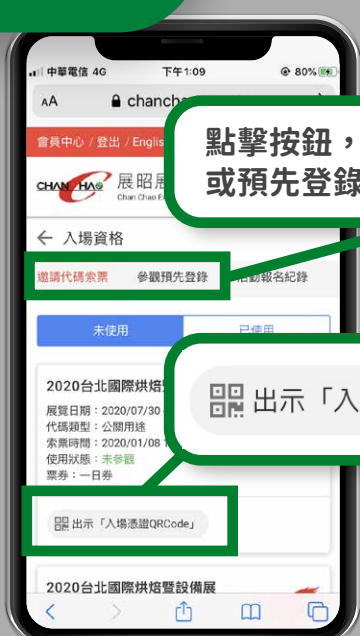 中華電信 4G 下午1:09 80%
AA chancha
會員中心 / 登出 / Englis
點擊按鈕，
或預先登錄
CHAN CHAO 展昭
Chan Chao
← 入場資格
邀請代碼索票 參觀預先登錄 活動報名紀錄
未使用 已使用
2020台北國際烘焙
展覽日期：2020/07/30
代碼類型：公關用途
索票時間：2020/01/08 1
使用狀態：未參觀
票券：一日券
出示「入
出示「入場憑證QRCode」
2020台北國際烘焙暨設備展